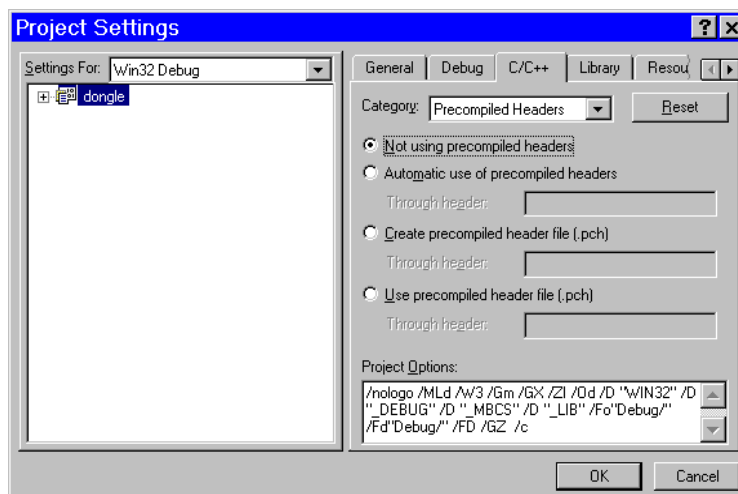 Project Settings
Settings For: Win32 Debug
dongle
General Debug C/C++ Library Resou
Category: Precompiled Headers Reset
Not using precompiled headers
Automatic use of precompiled headers
Through header:
Create precompiled header file (.pch)
Through header:
Use precompiled header file (.pch)
Through header:
Project Options:
/nologo /MLd /W3 /Gm /GX /ZI /Od /D "WIN32" /D
"_DEBUG" /D "_MBCS" /D "_LIB" /Fo"Debug/"
/Fd"Debug/" /FD /GZ /c
OK Cancel